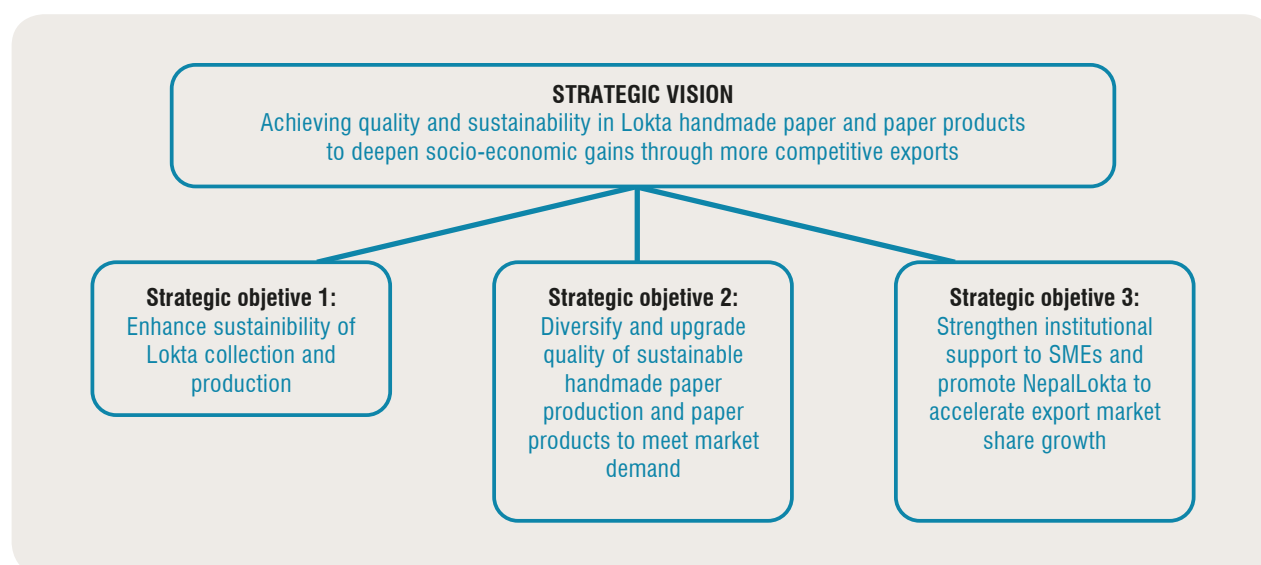 STRATEGIC VISION
Achieving quality and sustainability in Lokta handmade paper and paper products
to deepen socio-economic gains through more competitive exports
Strategic objetive 1:
Enhance sustainibility of
Lokta collection and
production
Strategic objetive 2:
Diversify and upgrade
quality of sustainable
handmade paper
production and paper
products to meet market
demand
Strategic objetive 3:
Strengthen institutional
support to SMEs and
promote NepalLokta to
accelerate export market
share growth